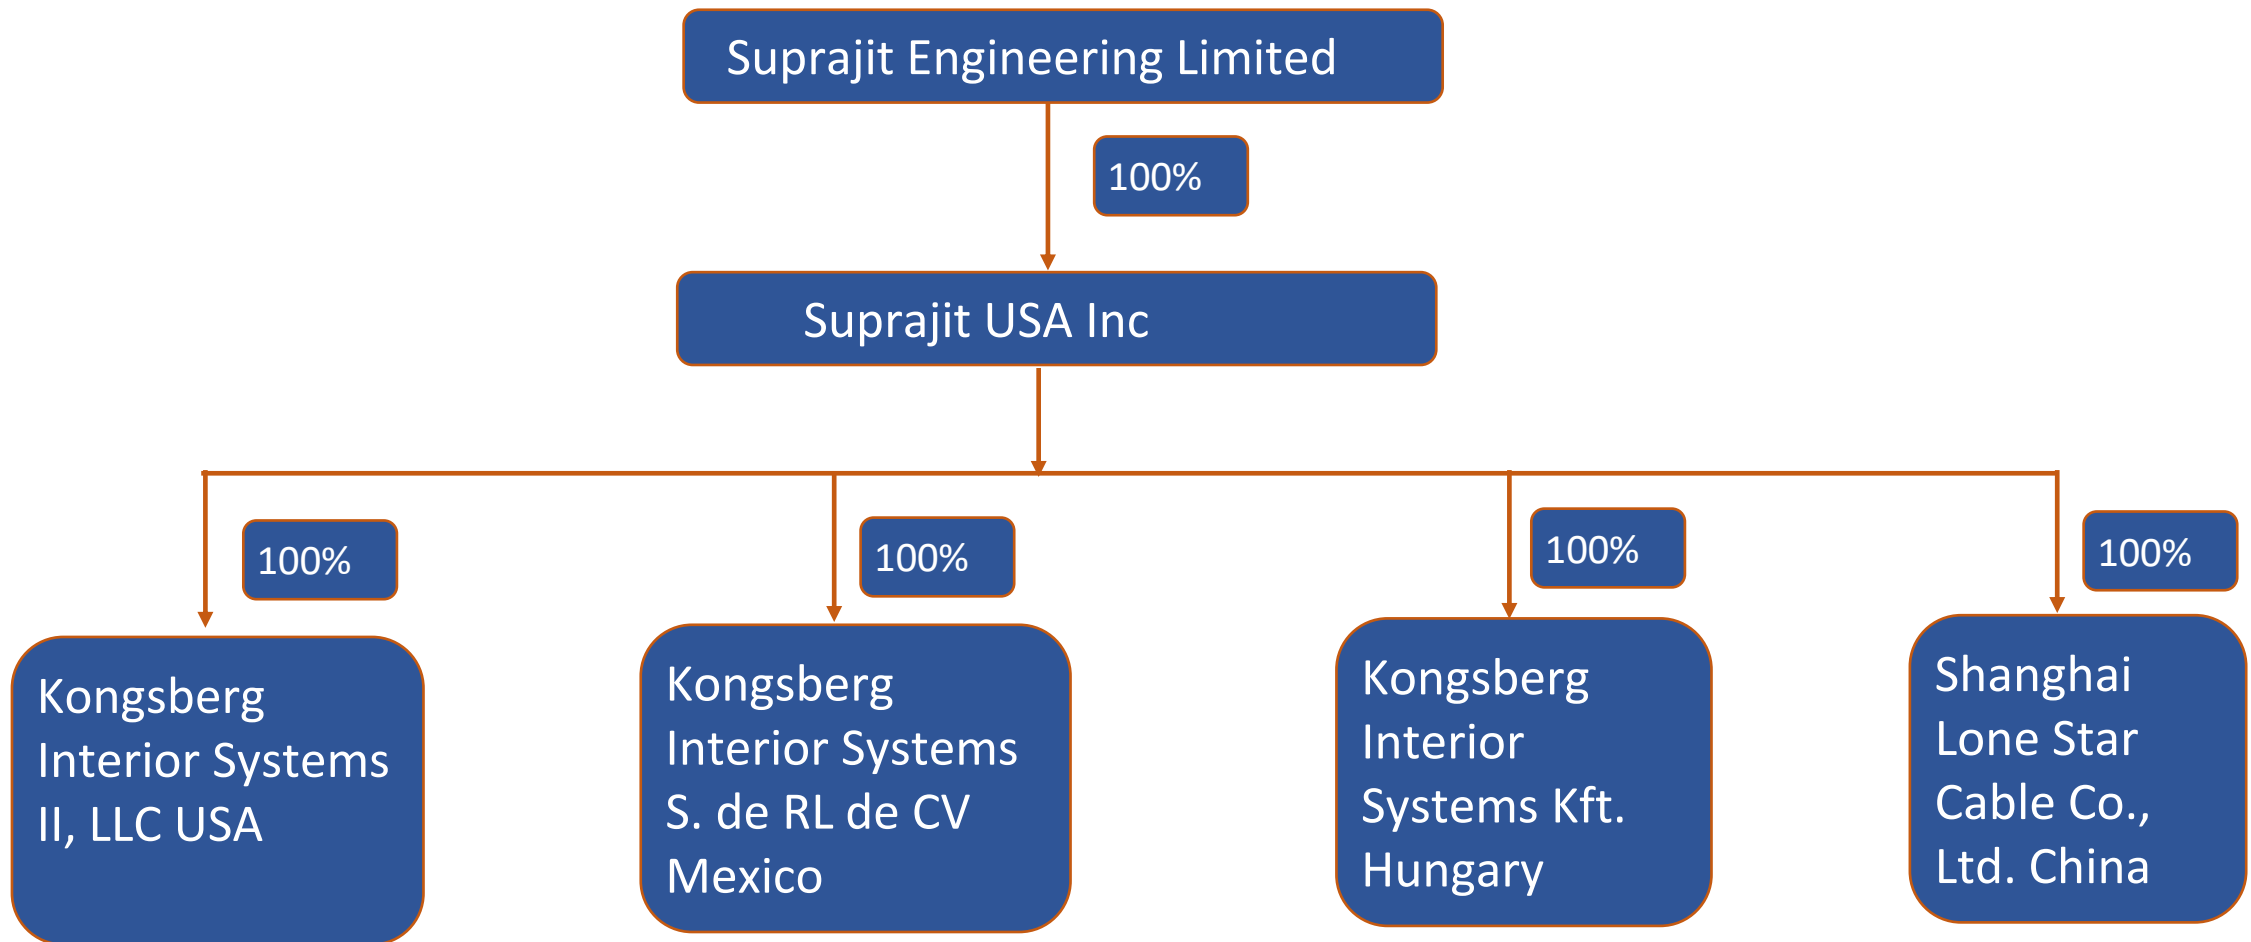 Suprajit Engineering Limited
100%
Suprajit USA Inc
100%
100%
100%
100%
Kongsberg
Interior Systems
II, LLC USA
Kongsberg
Interior Systems
S. de RL de CV
Mexico
Kongsberg
Interior
Systems Kft.
Hungary
Shanghai
Lone Star
Cable Co.,
Ltd. China